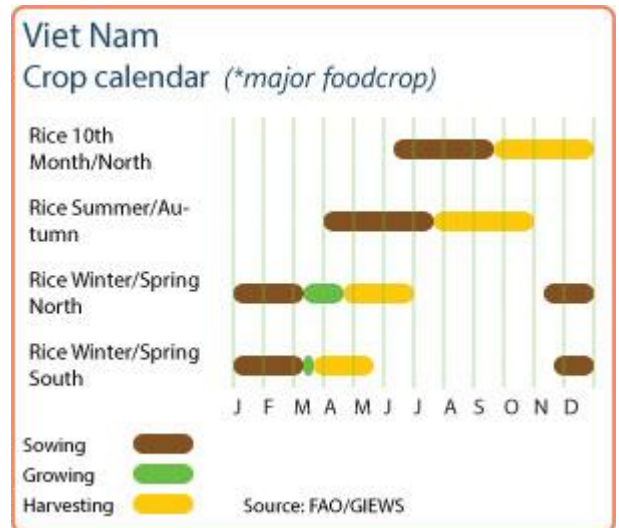 Viet Nam
Crop calendar (*major foodcrop)
Rice 10th
Month/North
Rice Summer/Au-
tumn
Rice Winter/Spring
North
Rice Winter/Spring
South
J F M A M J J A S O N D
Sowing
Growing
Harvesting
Source: FAO/GIEWS